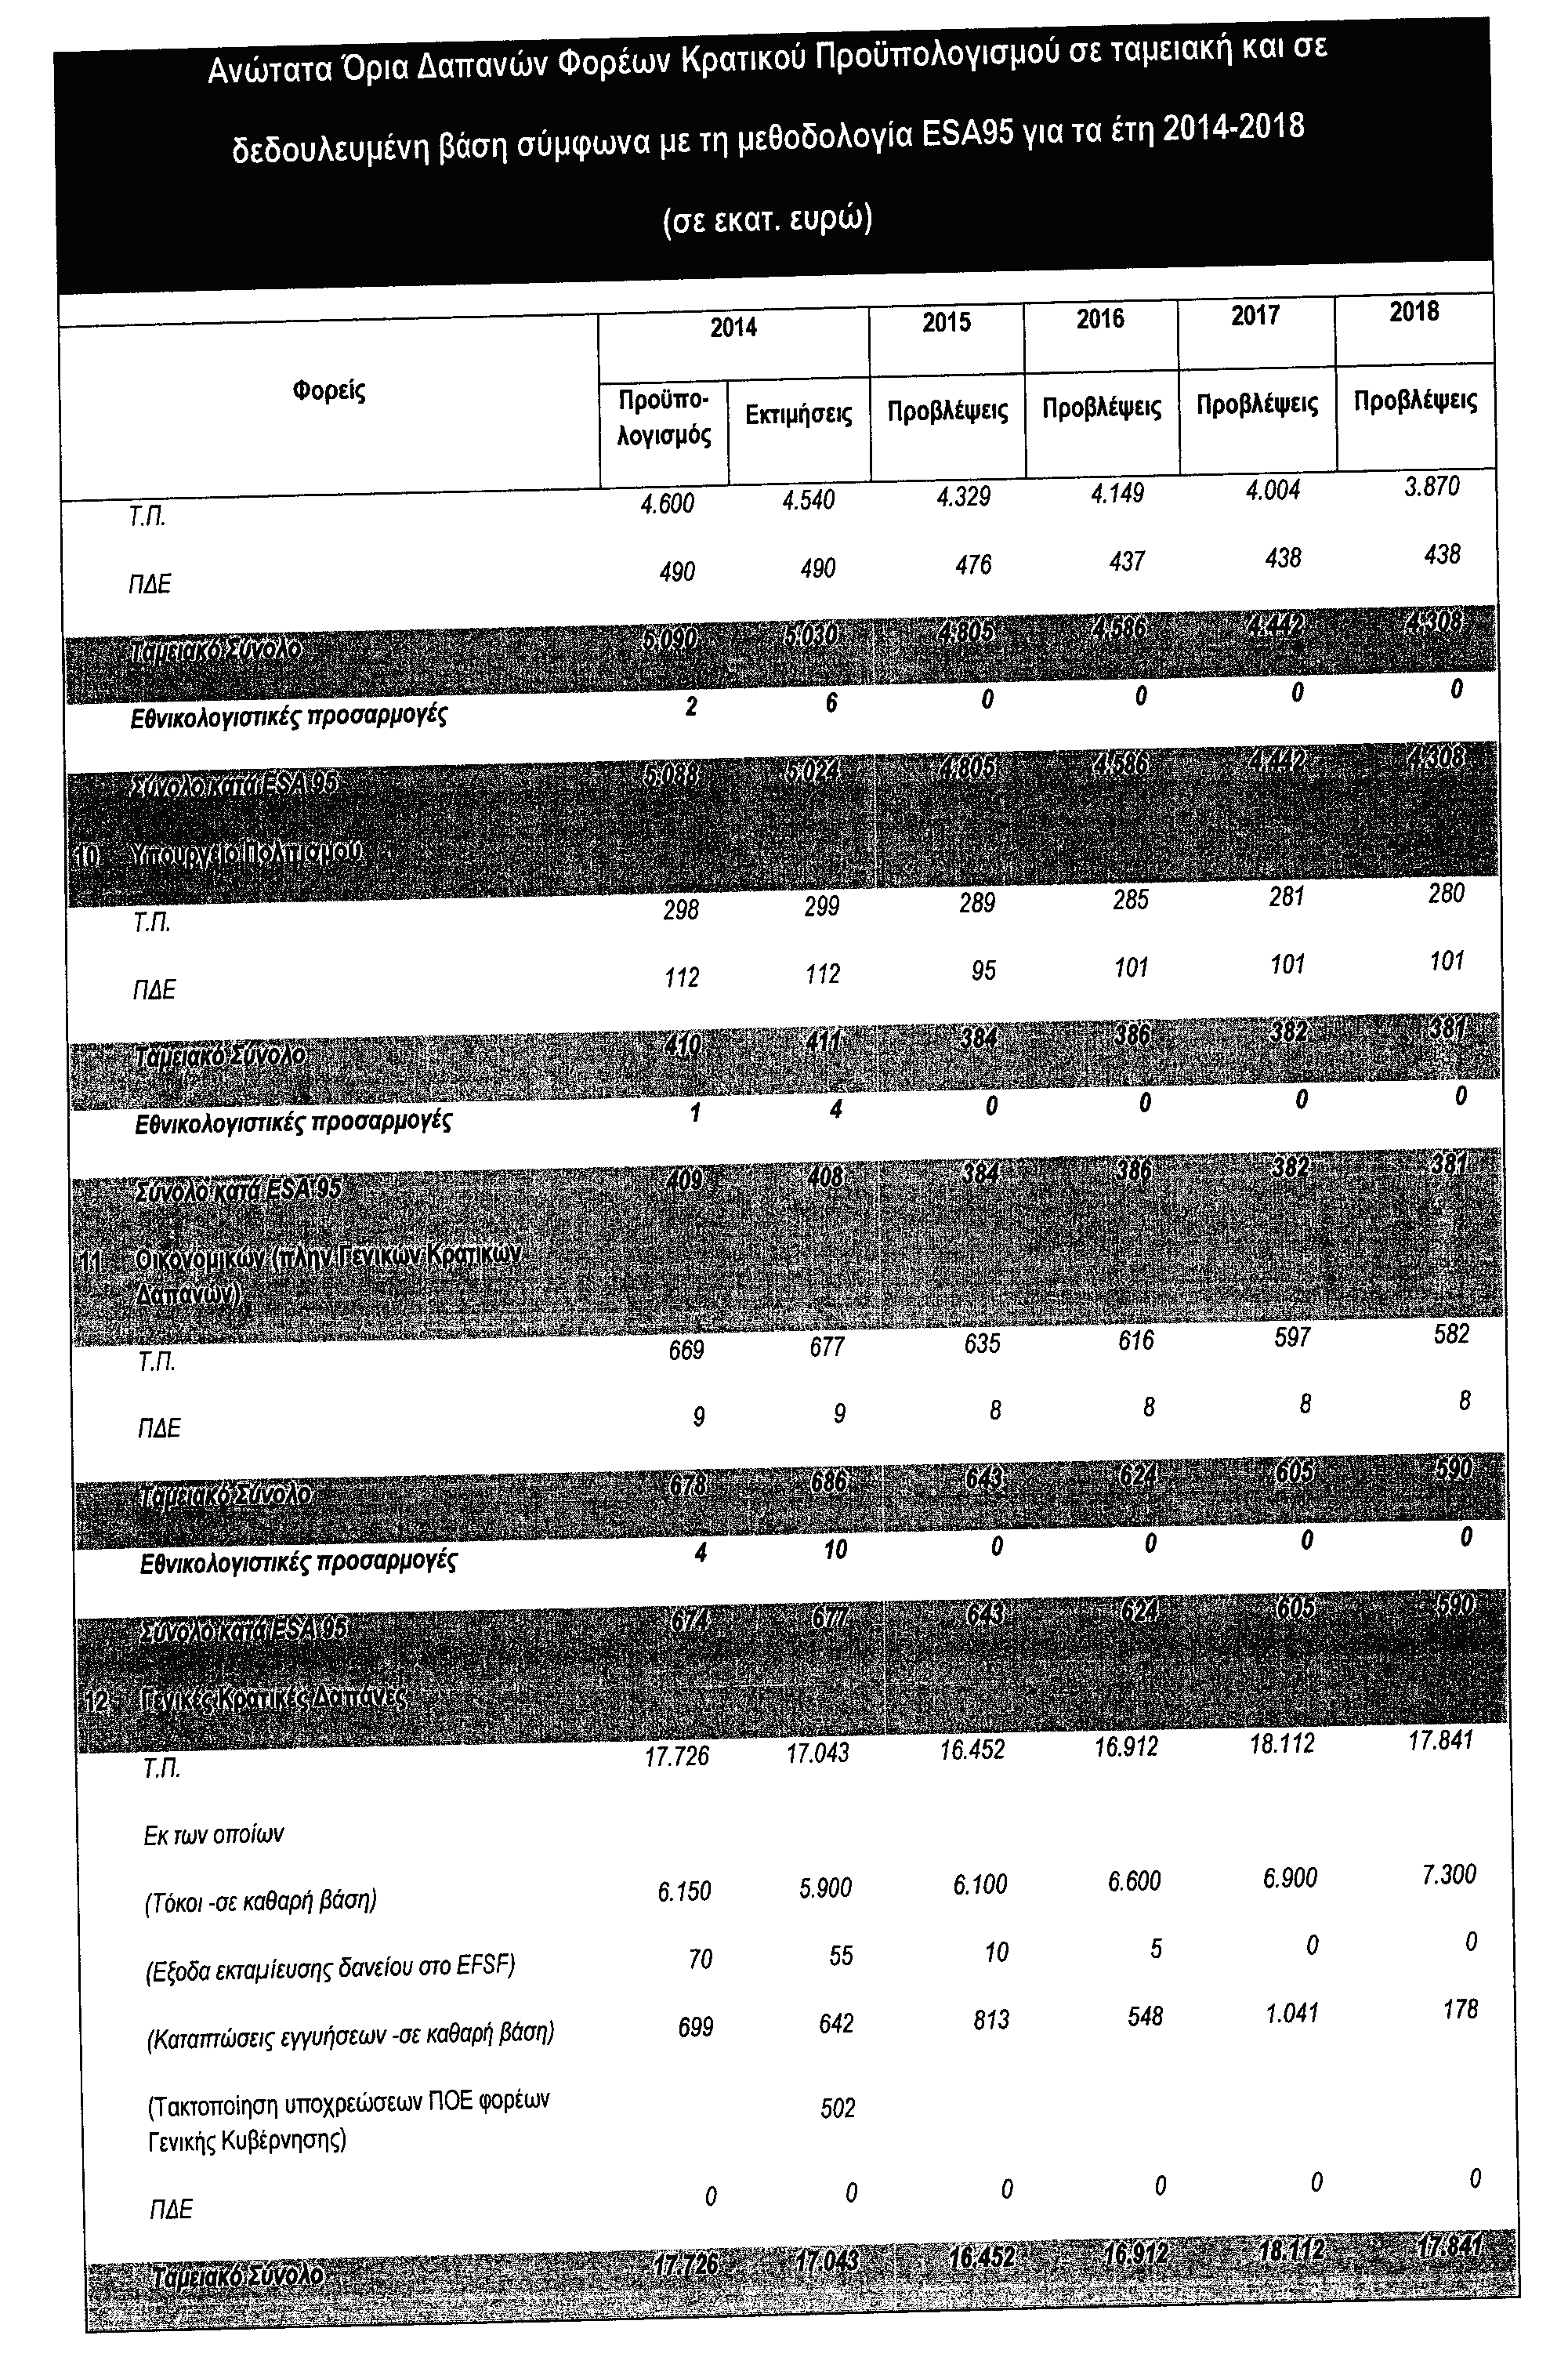 Ανώτατα Όρια Δαπανών Φορέων Κρατικού Προϋπολογισμού σε ταμειακή και σε
δεδουλευμένη βάση σύμφωνα με τη μεθοδολογία ESA95 για τα έτη 2014-2018
(σε εκατ. ευρώ)
Φορείς 2014 2015 2016 2017 2018
Προϋπο-
λογισμός Εκτιμήσεις Προβλέψεις Προβλέψεις Προβλέψεις Προβλέψεις
Τ.Π. 4.600 4.540 4.329 4.149 4.004 3.870
ΠΔΕ 490 490 476 437 438 438
Ταμειακό Σύνολο 5.090 5.030 4.805 4.586 4.442 4.308
Εθνικολογιστικές προσαρμογές 2 6 0 0 0 0
Σύνολο κατά ESA 95 5.088 5.024 4.805 4.586 4.442 4.308
10 Υπουργείο Πολιτισμού
Τ.Π. 298 299 289 285 281 280
ΠΔΕ 112 112 95 101 101 101
Ταμειακό Σύνολο 410 411 384 386 382 381
Εθνικολογιστικές προσαρμογές 1 4 0 0 0 0
Σύνολο κατά ESA 95 409 408 384 386 382 381
11 Οικονομικών (πλην Γενικών Κρατικών
Δαπανών)
Τ.Π. 669 677 635 616 597 582
ΠΔΕ 9 9 8 8 8 8
Ταμειακό Σύνολο 678 686 643 624 605 590
Εθνικολογιστικές προσαρμογές 4 10 0 0 0 0
Σύνολο κατά ESA 95 674 677 643 624 605 590
12 Γενικές Κρατικές Δαπάνες
Τ.Π. 17.726 17.043 16.452 16.912 18.112 17.841
Εκ των οποίων
(Τόκοι -σε καθαρή βάση) 6.150 5.900 6.100 6.600 6.900 7.300
(Εξοδα εκταμίευσης δανείου στο EFSF) 70 55 10 5 0 0
(Καταπτώσεις εγγυήσεων -σε καθαρή βάση) 699 642 813 548 1.041 178
(Τακτοποίηση υποχρεώσεων ΠΟΕ φορέων
Γενικής Κυβέρνησης) 502
ΠΔΕ 0 0 0 0 0 0
Ταμειακό Σύνολο 17.726 17.043 16.452 16.912 18.112 17.841